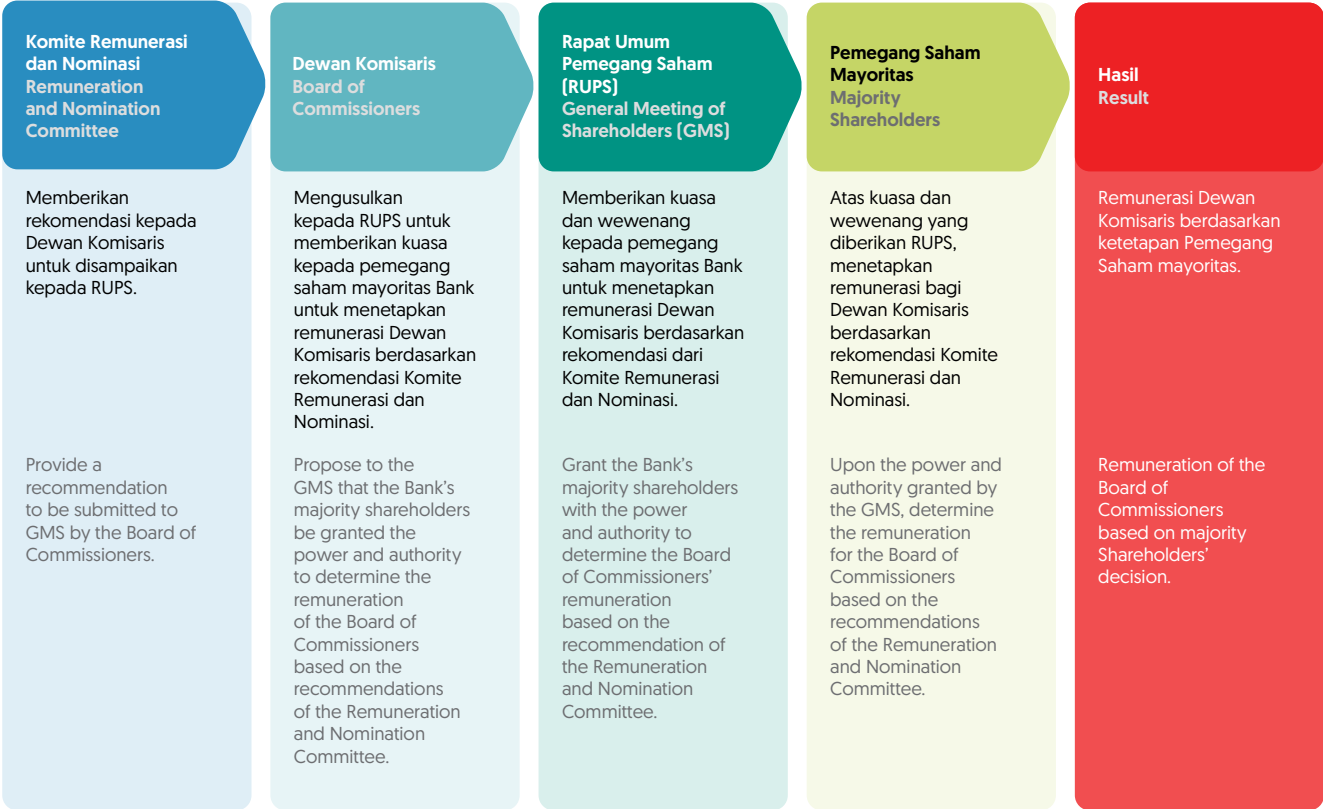 Komite Remunerasi
dan Nominasi
Remuneration
and Nomination
Committee
Memberikan
rekomendasi kepada
Dewan Komisaris
untuk disampaikan
kepada RUPS.
Provide a
recommendation
to be submitted to
GMS by the Board of
Commissioners.
Dewan Komisaris
Board of
Commissioners
Mengusulkan
kepada RUPS untuk
memberikan kuasa
kepada pemegang
saham mayoritas Bank
untuk menetapkan
remunerasi Dewan
Komisaris berdasarkan
rekomendasi Komite
Remunerasi dan
Nominasi.
Propose to the
GMS that the Bank's
majority shareholders
be granted the
power and authority
to determine the
remuneration
of the Board of
Commissioners
based on the
recommendations
of the Remuneration
and Nomination
Committee.
Rapat Umum
Pemegang Saham
(RUPS)
General Meeting of
Shareholders (GMS)
Memberikan kuasa
dan wewenang
kepada pemegang
saham mayoritas Bank
untuk menetapkan
remunerasi Dewan
Komisaris berdasarkan
rekomendasi dari
Komite Remunerasi
dan Nominasi.
Grant the Bank's
majority shareholders
with the power
and authority to
determine the Board
of Commissioners'
remuneration
based on the
recommendation of
the Remuneration
and Nomination
Committee.
Pemegang Saham
Mayoritas
Majority
Shareholders
Atas kuasa dan
wewenang yang
diberikan RUPS,
menetapkan
remunerasi bagi
Dewan Komisaris
berdasarkan
rekomendasi Komite
Remunerasi dan
Nominasi.
Upon the power and
authority granted by
the GMS, determine
the remuneration
for the Board of
Commissioners
based on the
recommendations
of the Remuneration
and Nomination
Committee.
Hasil
Result
Remunerasi Dewan
Komisaris berdasarkan
ketetapan Pemegang
Saham mayoritas.
Remuneration of the
Board of
Commissioners
based on majority
Shareholders'
decision.